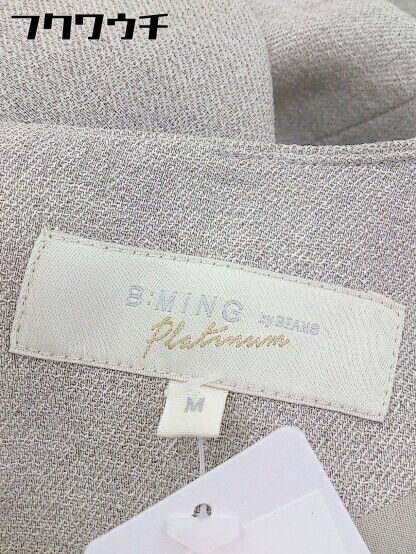 フクワウチ
B:MiNG by BEAMS
Platinum
M